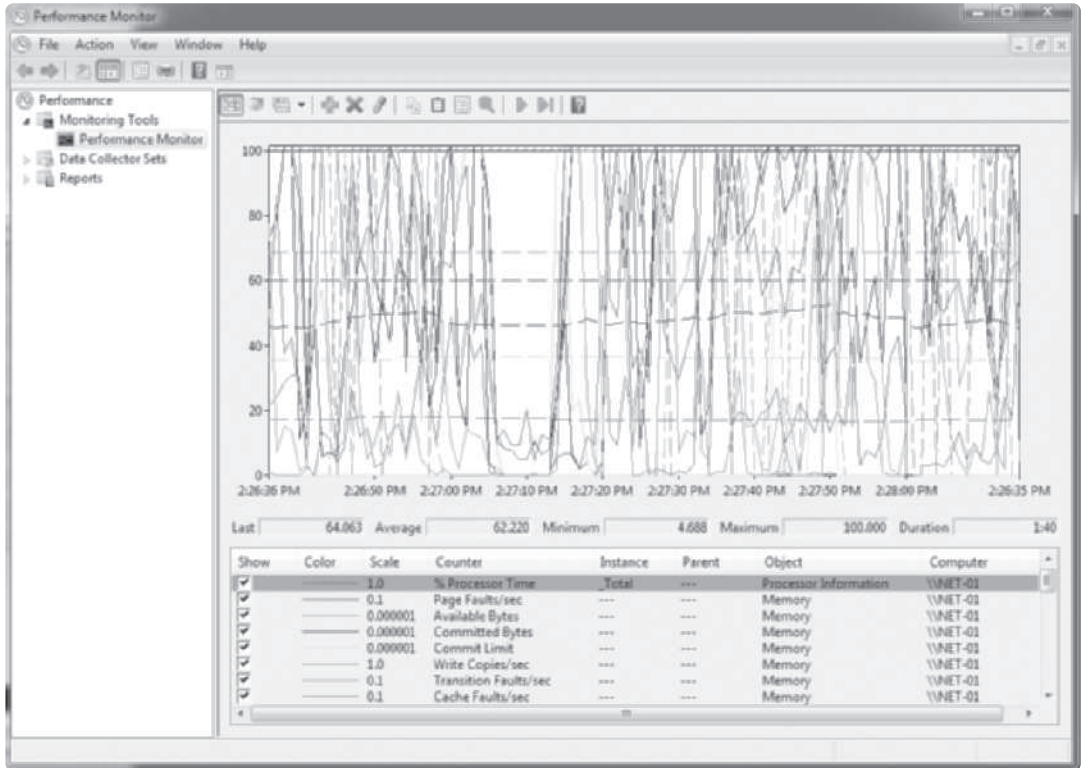 Performance Monitor
File Action View Window Help
Performance
Monitoring Tools
Performance Monitor
Data Collector Sets
Reports
100
80
60
40
20
0
2:26:36 PM 2:26:50 PM 2:27:00 PM 2:27:10 PM 2:27:20 PM 2:27:30 PM 2:27:40 PM 2:27:50 PM 2:28:00 PM 2:26:35 PM
Last 64.063 Average 62.220 Minimum 4.688 Maximum 100.000 Duration 1:40
Show Color Scale Counter Instance Parent Object Computer
1.0 % Processor Time _Total --- Processor Information \\NET-01
0.1 Page Faults/sec --- --- Memory \\NET-01
0.000001 Available Bytes --- --- Memory \\NET-01
0.000001 Committed Bytes --- --- Memory \\NET-01
0.000001 Commit Limit --- --- Memory \\NET-01
1.0 Write Copies/sec --- --- Memory \\NET-01
0.1 Transition Faults/sec --- --- Memory \\NET-01
0.1 Cache Faults/sec --- --- Memory \\NET-01